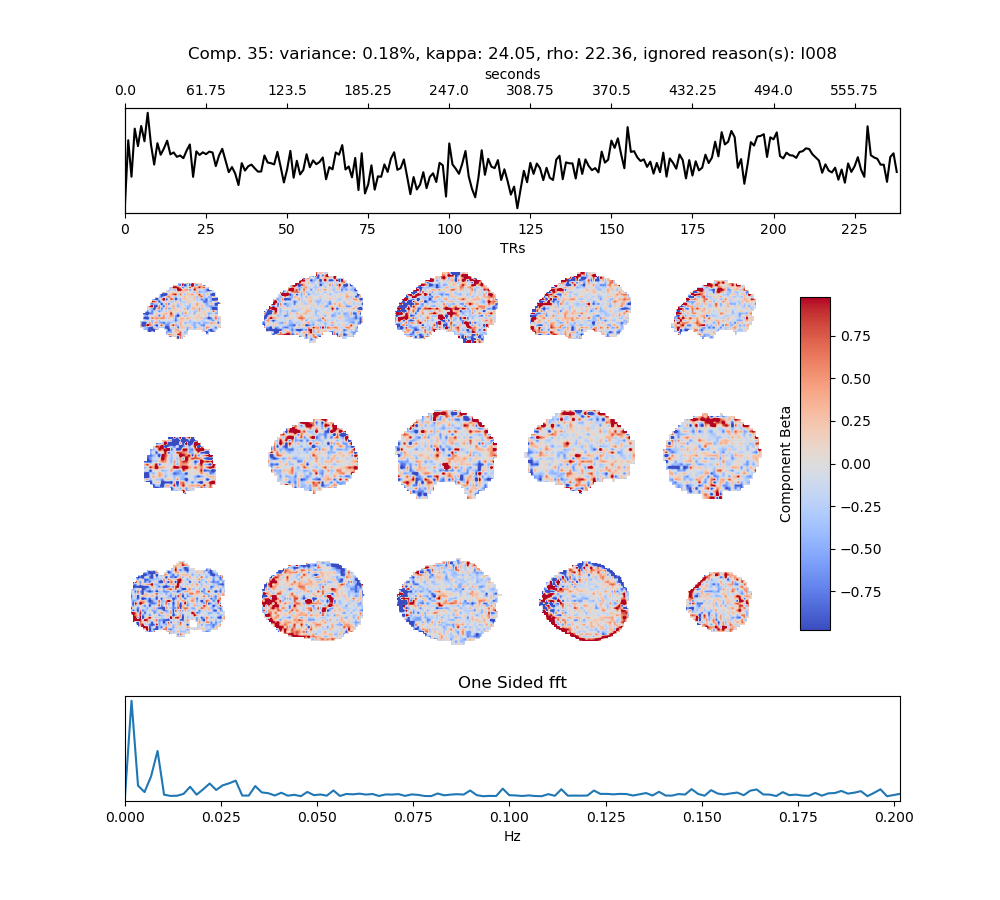 Comp. 35: variance: 0.18%, kappa: 24.05, rho: 22.36, ignored reason(s): I008
seconds
0.0 61.75 123.5 185.25 247.0 308.75 370.5 432.25 494.0 555.75
0 25 50 75 100 125 150 175 200 225
TRs
0.75
0.50
0.25
0.00
−0.25
−0.50
−0.75
Component Beta
One Sided fft
0.000 0.025 0.050 0.075 0.100 0.125 0.150 0.175 0.200
Hz